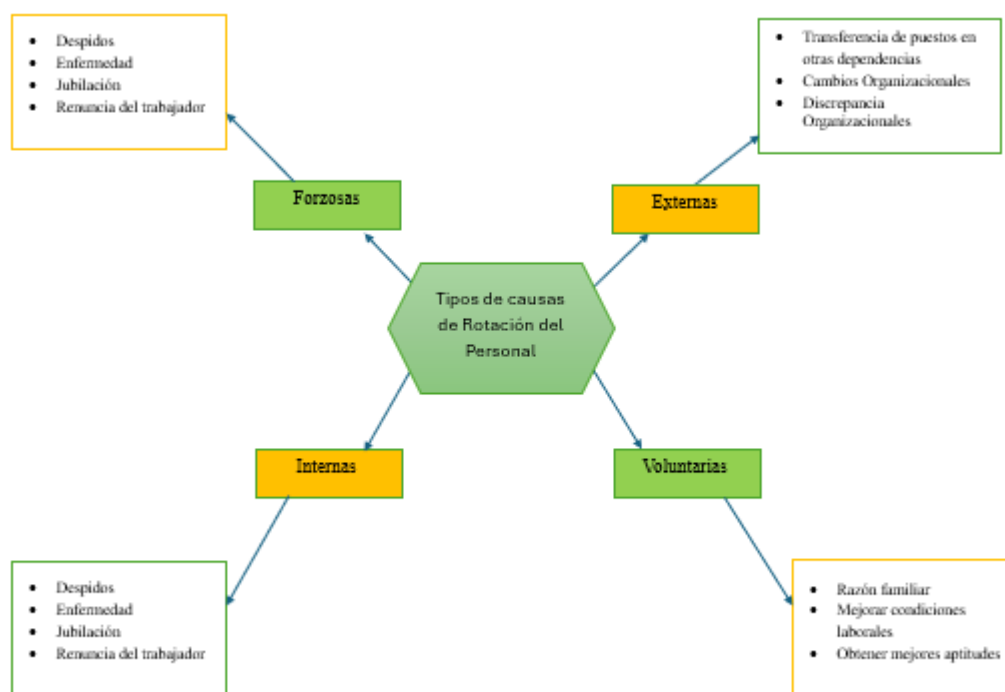 • Despidos
• Enfermedad
• Jubilación
• Renuncia del trabajador
• Transferencia de puestos en
otras dependencias
• Cambios Organizacionales
• Discrepancia
Organizacionales
Forzosas
Externas
Tipos de causas
de Rotación del
Personal
Internas
Voluntarias
• Despidos
• Enfermedad
• Jubilación
• Renuncia del trabajador
• Razón familiar
• Mejorar condiciones
laborales
• Obtener mejores aptitudes